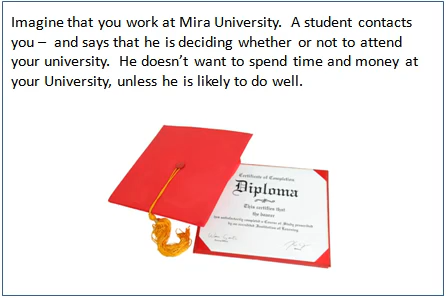 Imagine that you work at Mira University.  A student contacts
you –  and says that he is deciding whether or not to attend
your university.  He doesn't want to spend time and money at
your University, unless he is likely to do well.
Certificate of Completion
Diploma
This certifies that
the bearer